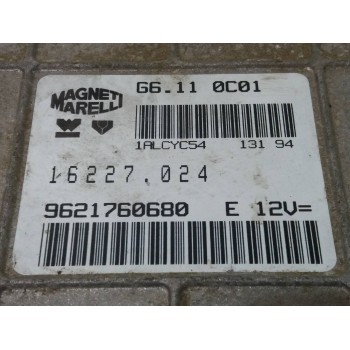 MAGNETI
MARELLI
G6.11 0C01
1ALCYC54 131 94
16227.024
9621760680 E 12V=